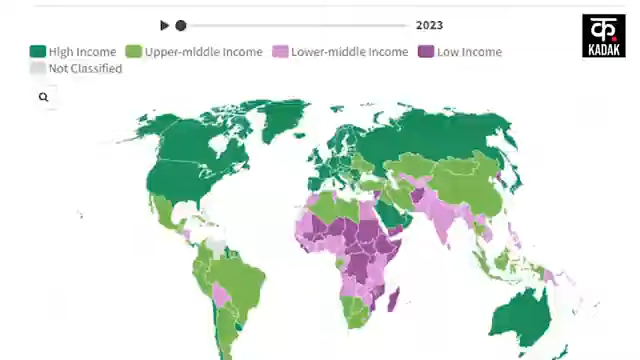 2023
High Income Upper-middle Income Lower-middle Income Low Income
Not Classified
क.
KADAK